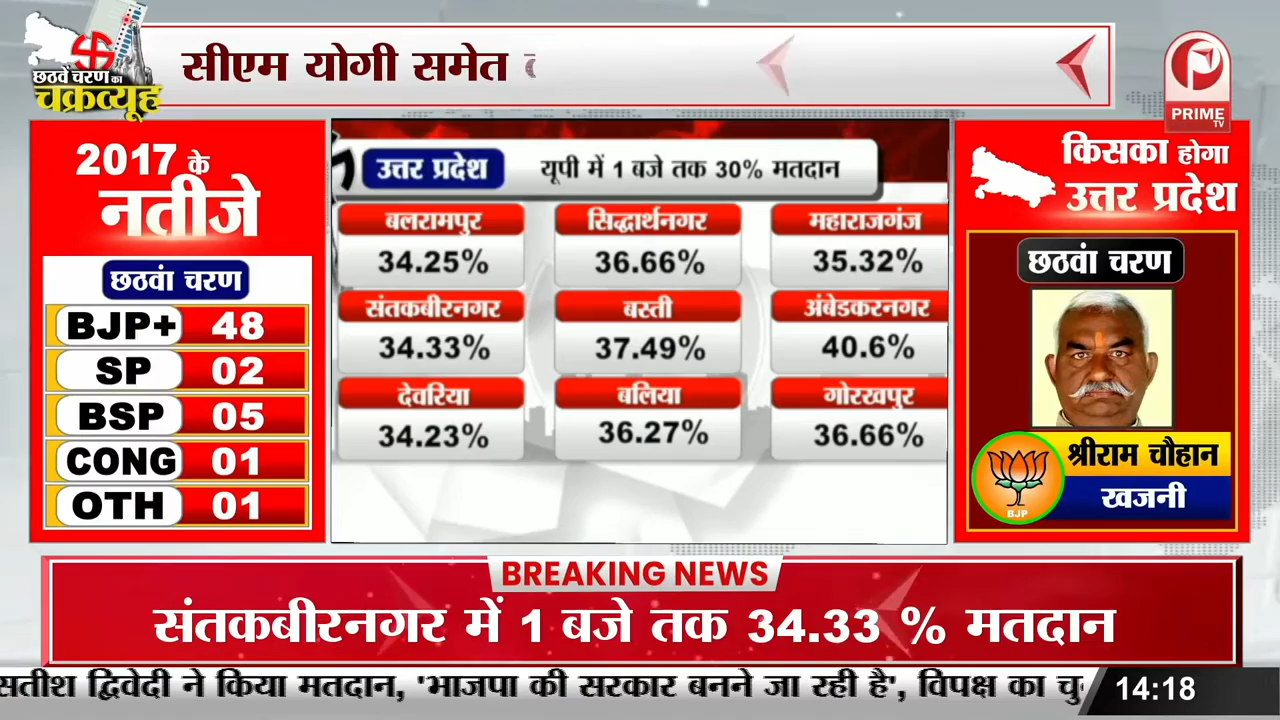 छठवें चरण का
चक्रव्यूह
सीएम योगी समेत
PRIME
TV
2017 के
नतीजे
छठवां चरण
BJP+ 48
SP 02
BSP 05
CONG 01
OTH 01
उत्तर प्रदेश यूपी में 1 बजे तक 30% मतदान
बलरामपुर सिद्धार्थनगर महाराजगंज
34.25% 36.66% 35.32%
संतकबीरनगर बस्ती अंबेडकरनगर
34.33% 37.49% 40.6%
देवरिया बलिया गोरखपुर
34.23% 36.27% 36.66%
किसका होगा
उत्तर प्रदेश
छठवां चरण
BJP
श्रीराम चौहान
खजनी
BREAKING NEWS
संतकबीरनगर में 1 बजे तक 34.33 % मतदान
सतीश द्विवेदी ने किया मतदान, 'भाजपा की सरकार बनने जा रही है', विपक्ष का
14:18